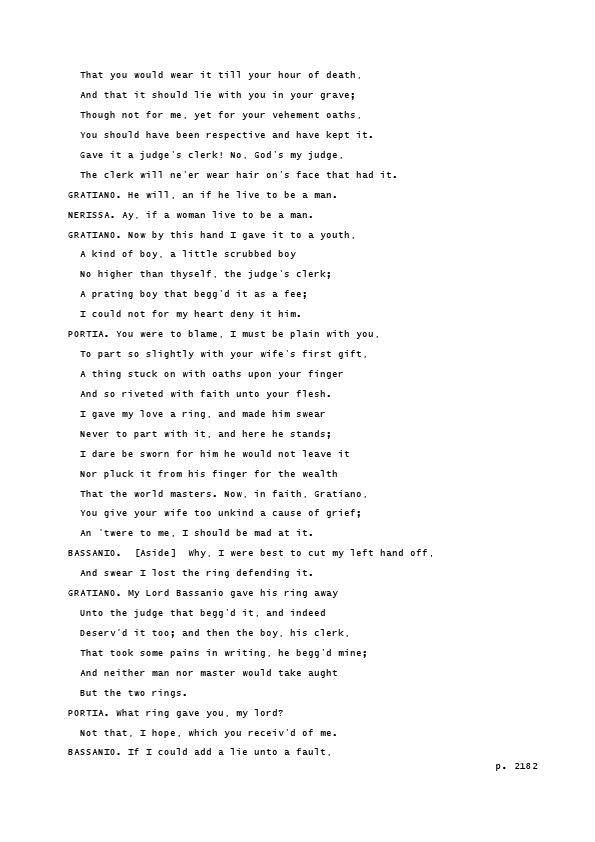 That you would wear it till your hour of death,
And that it should lie with you in your grave;
Though not for me, yet for your vehement oaths,
You should have been respective and have kept it.
Gave it a judge's clerk! No, God's my judge,
The clerk will ne'er wear hair on's face that had it.
GRATIANO. He will, an if he live to be a man.
NERISSA. Ay, if a woman live to be a man.
GRATIANO. Now by this hand I gave it to a youth,
A kind of boy, a little scrubbed boy
No higher than thyself, the judge's clerk;
A prating boy that begg'd it as a fee;
I could not for my heart deny it him.
PORTIA. You were to blame, I must be plain with you,
To part so slightly with your wife's first gift,
A thing stuck on with oaths upon your finger
And so riveted with faith unto your flesh.
I gave my love a ring, and made him swear
Never to part with it, and here he stands;
I dare be sworn for him he would not leave it
Nor pluck it from his finger for the wealth
That the world masters. Now, in faith, Gratiano,
You give your wife too unkind a cause of grief;
An 'twere to me, I should be mad at it.
BASSANIO.  [Aside]  Why, I were best to cut my left hand off,
And swear I lost the ring defending it.
GRATIANO. My Lord Bassanio gave his ring away
Unto the judge that begg'd it, and indeed
Deserv'd it too; and then the boy, his clerk,
That took some pains in writing, he begg'd mine;
And neither man nor master would take aught
But the two rings.
PORTIA. What ring gave you, my lord?
Not that, I hope, which you receiv'd of me.
BASSANIO. If I could add a lie unto a fault,
p. 2182